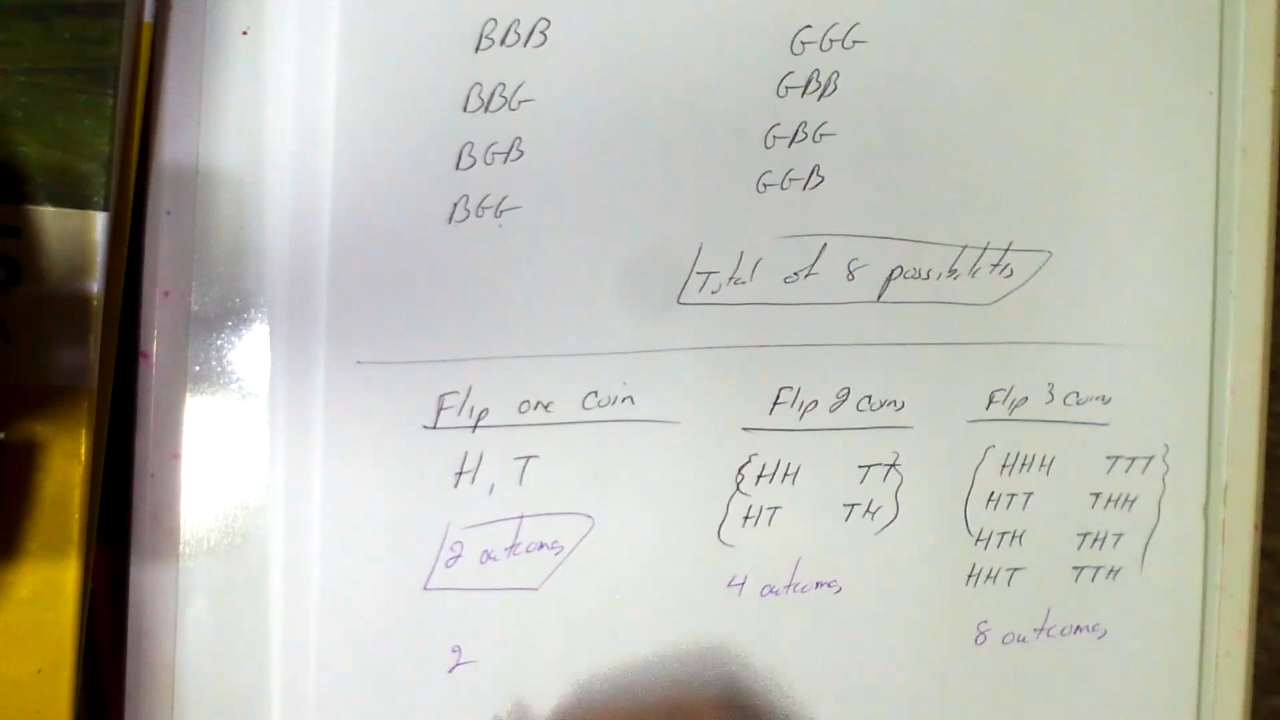 BBB GGG
BBG GBB
BGB GBG
BGG GGB
Total of 8 possibilities
Flip one coin Flip 2 coins Flip 3 coins
H, T {HH TT} {HHH TTT}
HT TH HTT THH
HTH THT
HHT TTH
2 outcomes 4 outcomes 8 outcomes
2